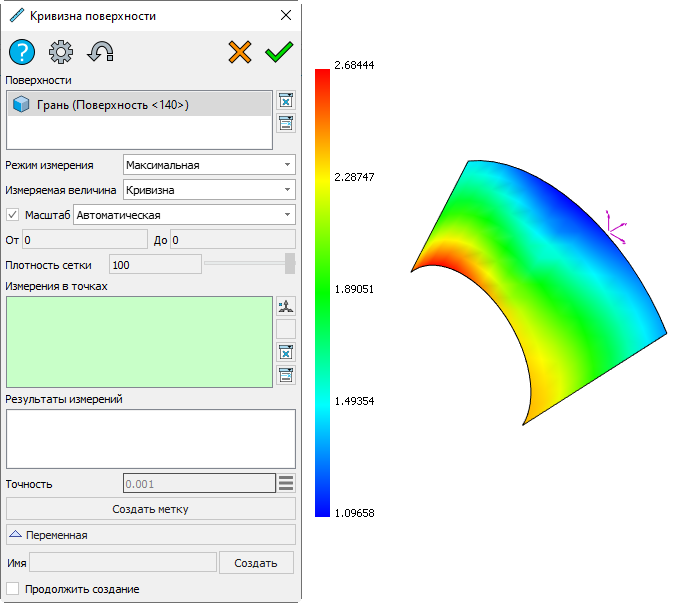 Кривизна поверхности
?
Поверхности
Грань (Поверхность <140>)
Режим измерения Максимальная
Измеряемая величина Кривизна
Масштаб Автоматическая
От 0 До 0
Плотность сетки 100
Измерения в точках
Результаты измерений
Точность 0.001
Создать метку
Переменная
Имя Создать
Продолжить создание
2.68444
2.28747
1.89051
1.49354
1.09658